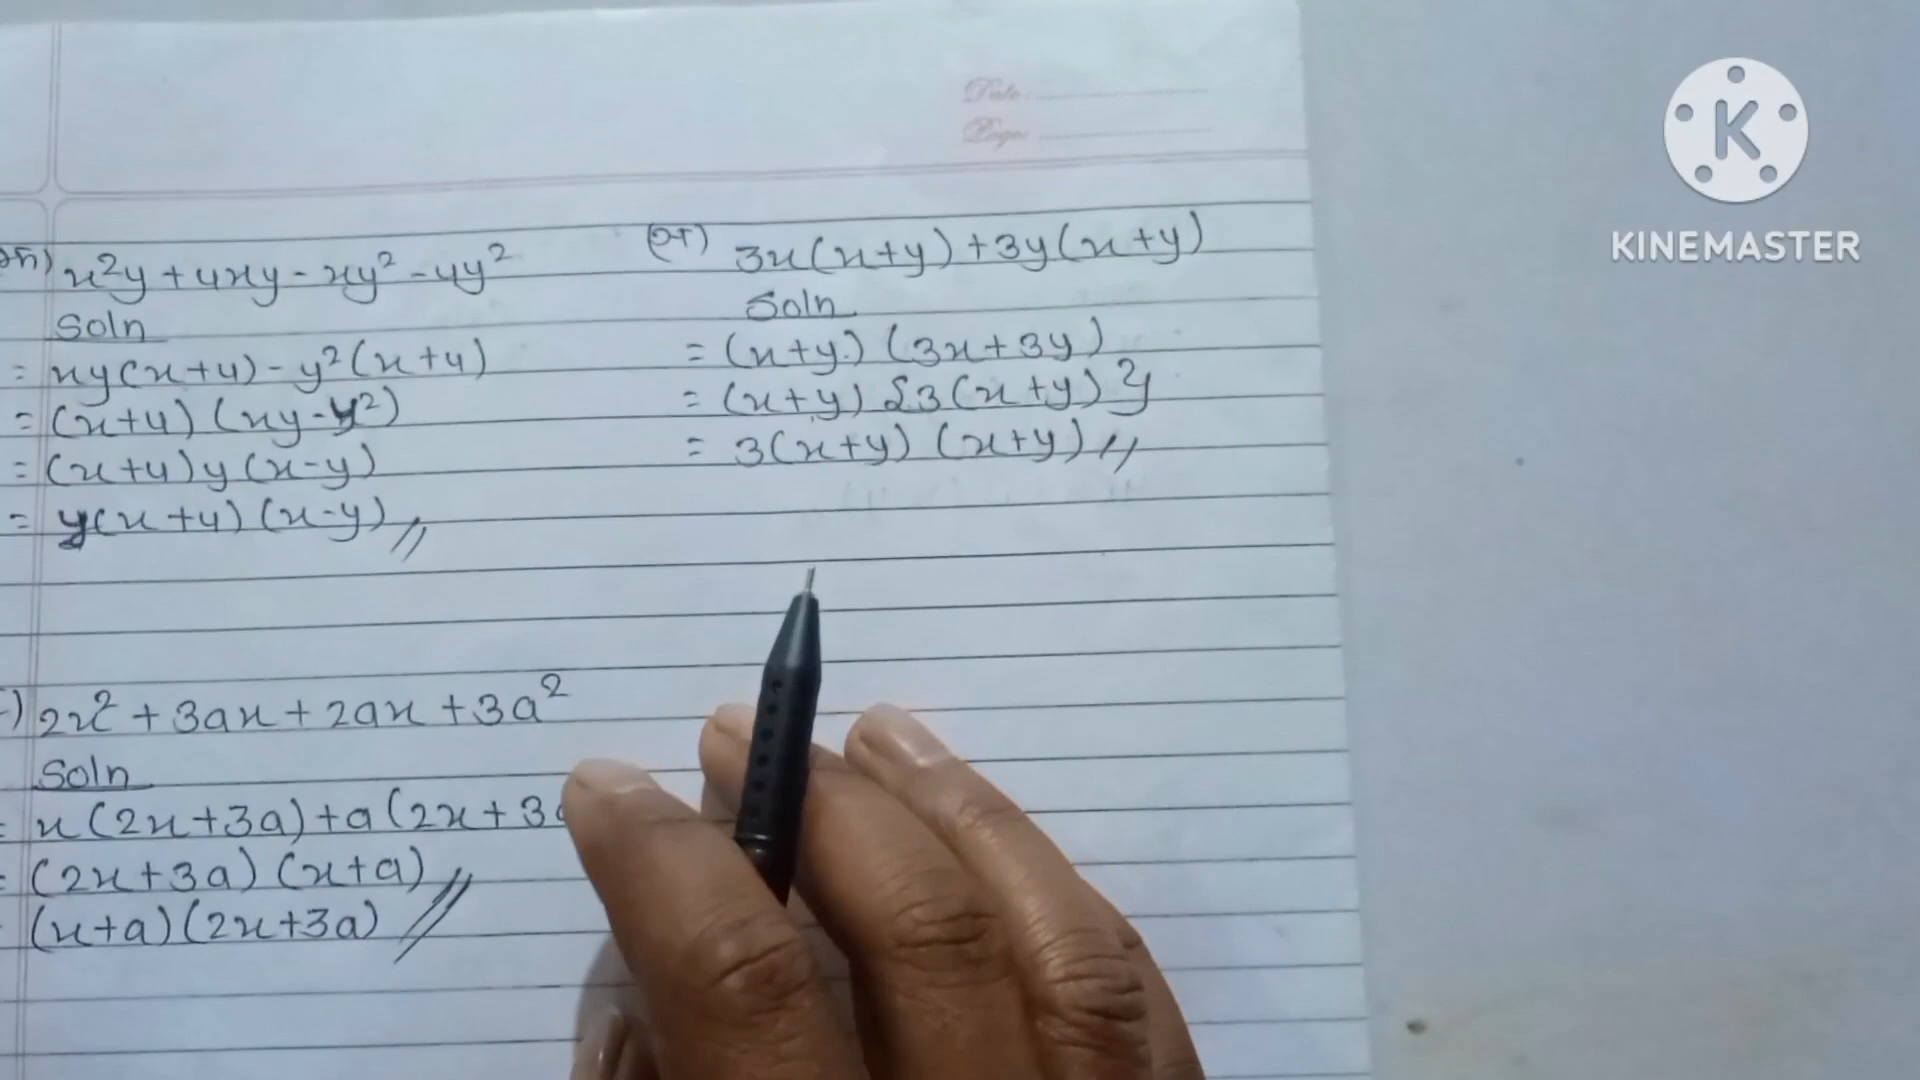 Date:
Page:
x²y + 4xy - xy² - 4y²
Soln
= xy(x+4) - y²(x+4)
= (x+4) (xy-y²)
= (x+4) y (x-y)
= y(x+4) (x-y)//
3x(x+y) + 3y(x+y)
Soln
= (x+y) (3x+3y)
= (x+y) {3(x+y)}
= 3(x+y) (x+y)//
) 2x² + 3ax + 2ax + 3a²
Soln
= x(2x+3a) + a(2x+3
= (2x+3a) (x+a)//
(x+a) (2x+3a)//
K
KINEMASTER